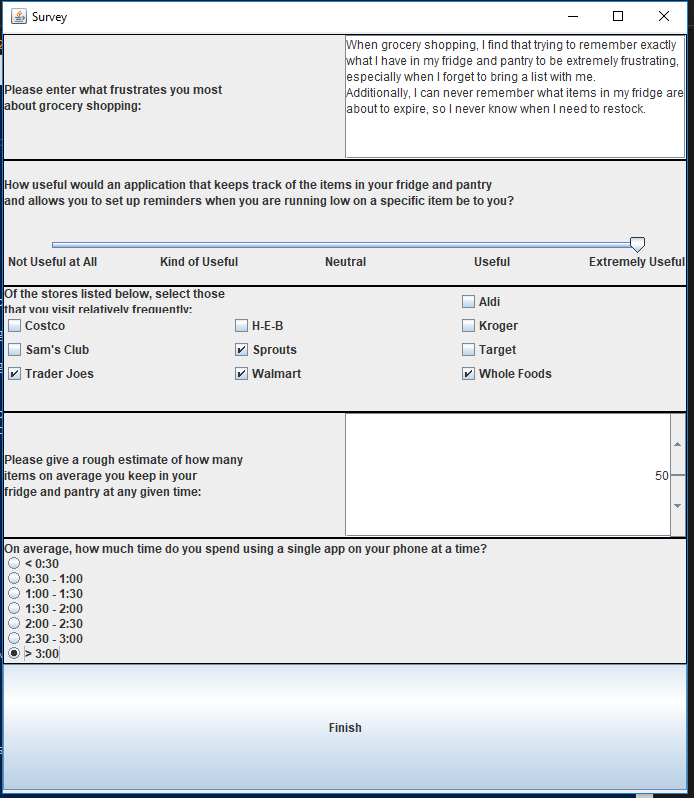 Survey
Please enter what frustrates you most
about grocery shopping:
When grocery shopping, I find that trying to remember exactly
what I have in my fridge and pantry to be extremely frustrating,
especially when I forget to bring a list with me.
Additionally, I can never remember what items in my fridge are
about to expire, so I never know when I need to restock.
How useful would an application that keeps track of the items in your fridge and pantry
and allows you to set up reminders when you are running low on a specific item be to you?
Not Useful at All Kind of Useful Neutral Useful Extremely Useful
Of the stores listed below, select those
that you visit relatively frequently:
Aldi
Costco H-E-B Kroger
Sam's Club Sprouts Target
Trader Joes Walmart Whole Foods
Please give a rough estimate of how many
items on average you keep in your
fridge and pantry at any given time:
50
On average, how much time do you spend using a single app on your phone at a time?
< 0:30
0:30 - 1:00
1:00 - 1:30
1:30 - 2:00
2:00 - 2:30
2:30 - 3:00
> 3:00
Finish